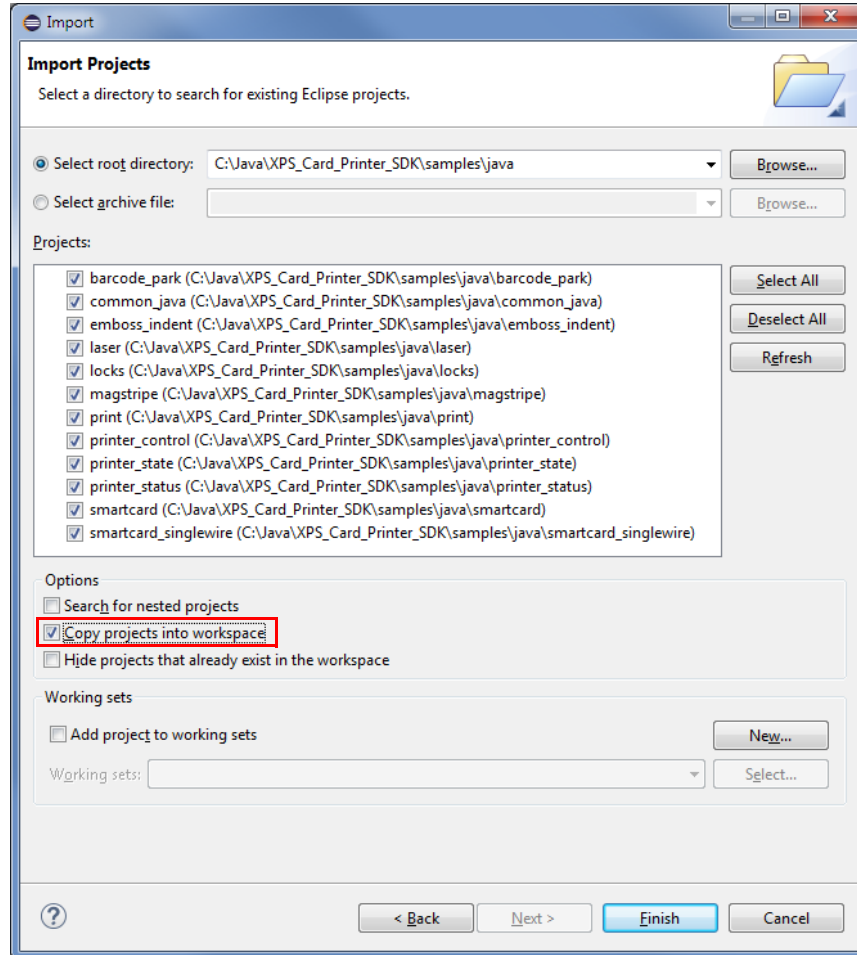 Import
Import Projects
Select a directory to search for existing Eclipse projects.
Select root directory: C:\Java\XPS_Card_Printer_SDK\samples\java Browse...
Select archive file: Browse...
Projects:
barcode_park (C:\Java\XPS_Card_Printer_SDK\samples\java\barcode_park)
common_java (C:\Java\XPS_Card_Printer_SDK\samples\java\common_java)
emboss_indent (C:\Java\XPS_Card_Printer_SDK\samples\java\emboss_indent)
laser (C:\Java\XPS_Card_Printer_SDK\samples\java\laser)
locks (C:\Java\XPS_Card_Printer_SDK\samples\java\locks)
magstripe (C:\Java\XPS_Card_Printer_SDK\samples\java\magstripe)
print (C:\Java\XPS_Card_Printer_SDK\samples\java\print)
printer_control (C:\Java\XPS_Card_Printer_SDK\samples\java\printer_control)
printer_state (C:\Java\XPS_Card_Printer_SDK\samples\java\printer_state)
printer_status (C:\Java\XPS_Card_Printer_SDK\samples\java\printer_status)
smartcard (C:\Java\XPS_Card_Printer_SDK\samples\java\smartcard)
smartcard_singlewire (C:\Java\XPS_Card_Printer_SDK\samples\java\smartcard_singlewire)
Select All
Deselect All
Refresh
Options
Search for nested projects
Copy projects into workspace
Hide projects that already exist in the workspace
Working sets
Add project to working sets New...
Working sets: Select...
? < Back Next > Finish Cancel